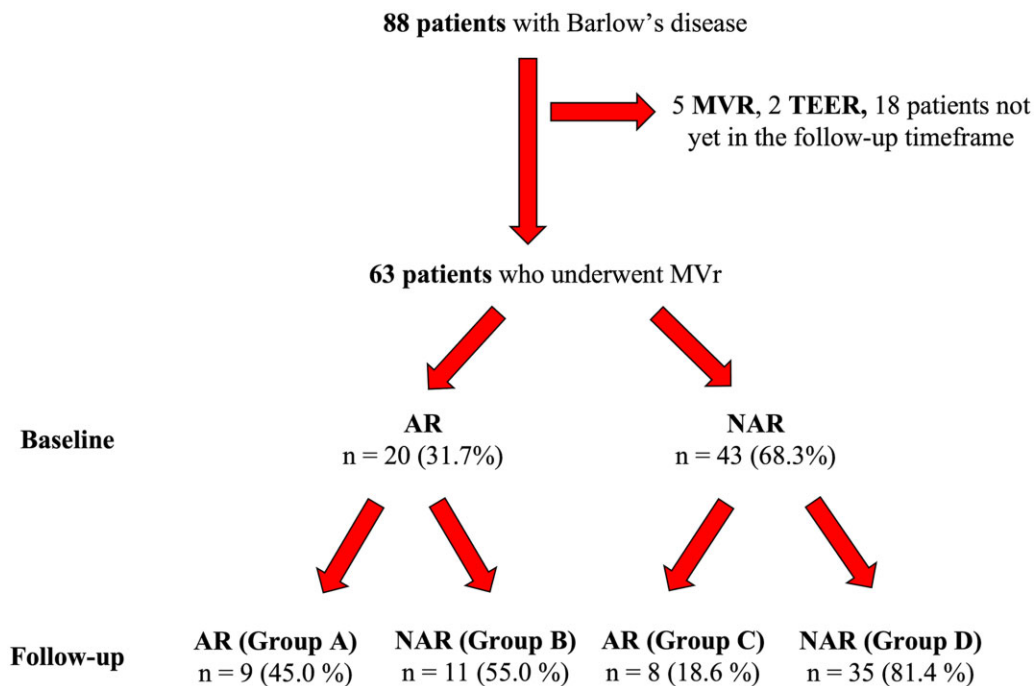 88 patients with Barlow's disease
5 MVR, 2 TEER, 18 patients not
yet in the follow-up timeframe
63 patients who underwent MVr
Baseline
AR
n = 20 (31.7%)
NAR
n = 43 (68.3%)
Follow-up
AR (Group A)
n = 9 (45.0 %)
NAR (Group B)
n = 11 (55.0 %)
AR (Group C)
n = 8 (18.6 %)
NAR (Group D)
n = 35 (81.4 %)